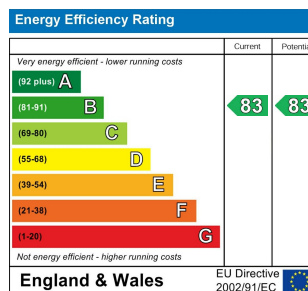 Energy Efficiency Rating
Current Potenti
Very energy efficient - lower running costs
(92 plus) A
(81-91) B 83 83
(69-80) C
(55-68) D
(39-54) E
(21-38) F
(1-20) G
Not energy efficient - higher running costs
England & Wales
EU Directive
2002/91/EC